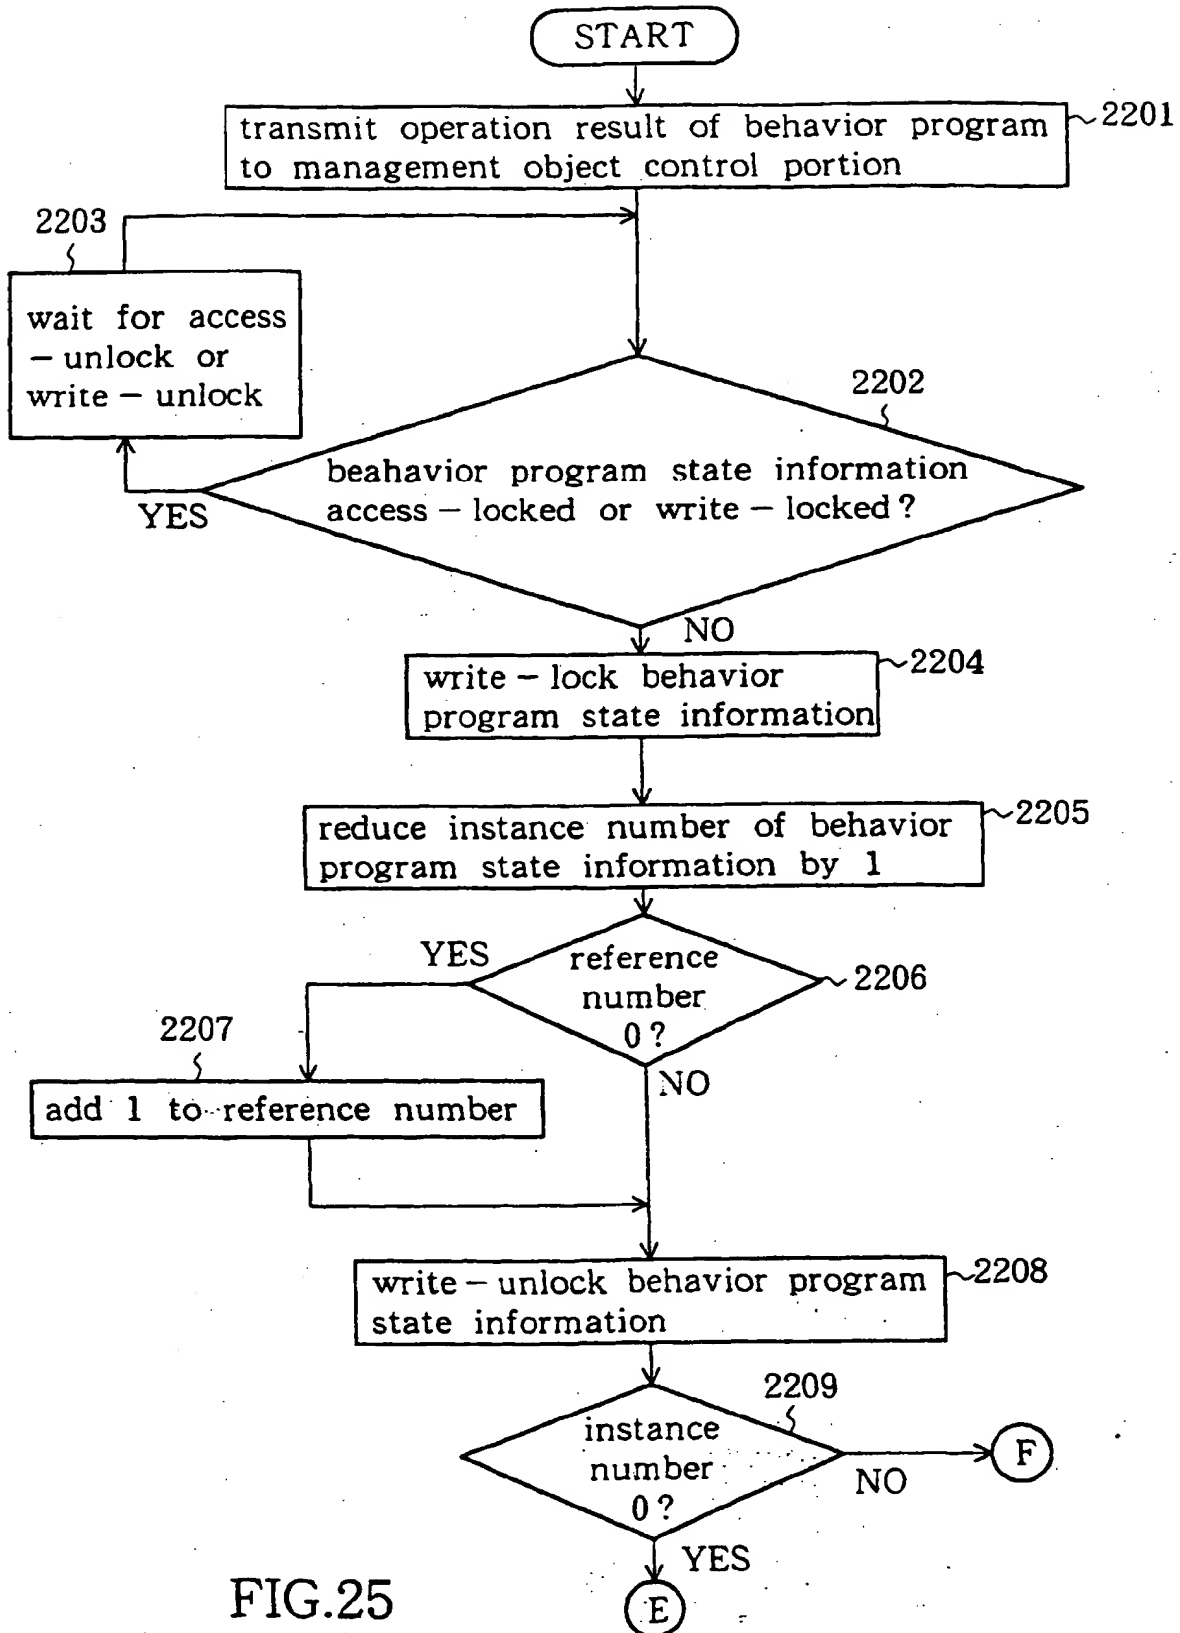 START
transmit operation result of behavior program
to management object control portion
2201
2203
wait for access
– unlock or
write – unlock
2202
beahavior program state information
access – locked or write – locked ?
YES
NO
write – lock behavior
program state information
2204
reduce instance number of behavior
program state information by 1
2205
YES
reference
number
0 ?
2206
2207
NO
add 1 to reference number
write – unlock behavior program
state information
2208
2209
instance
number
0 ?
NO
F
YES
E
FIG.25